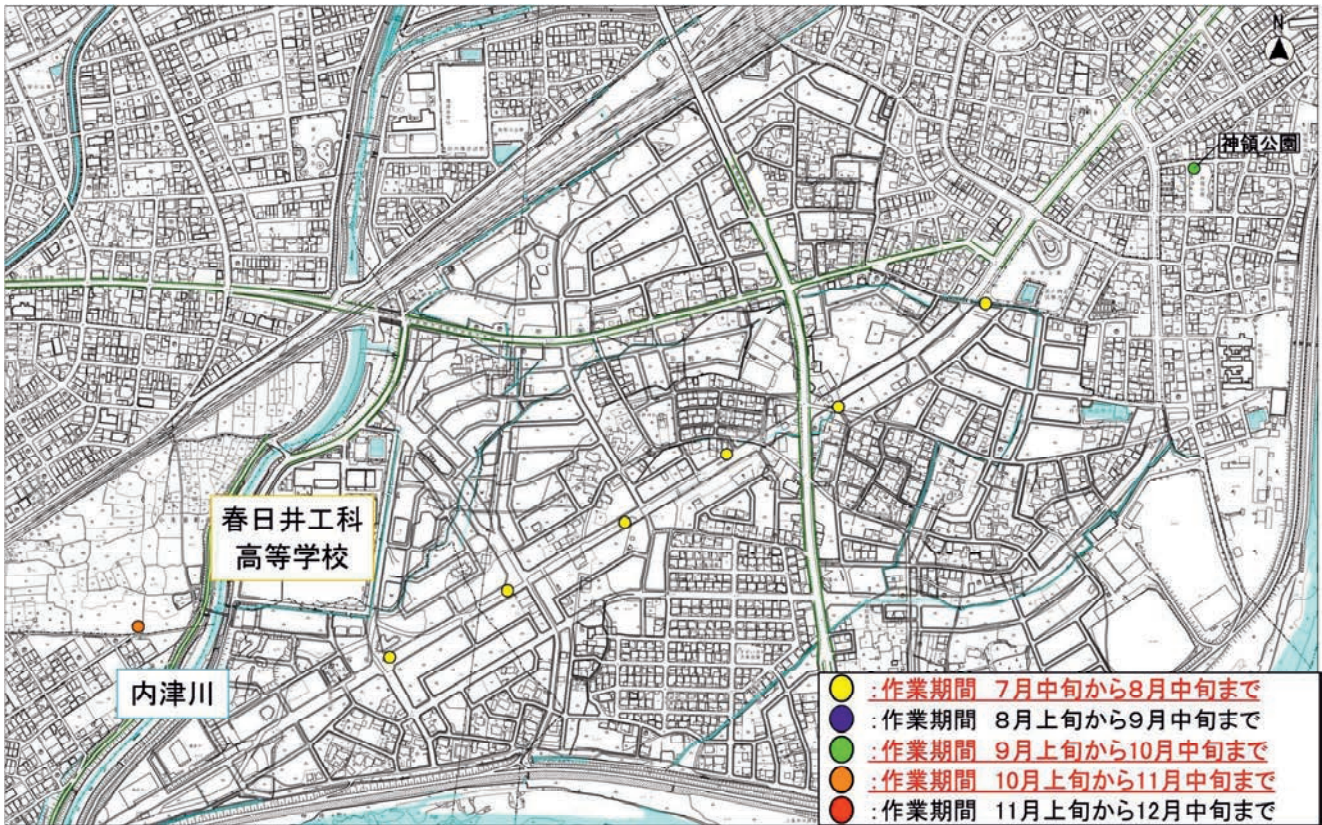 N
神領公園
春日井工科
高等学校
内津川
:作業期間 7月中旬から8月中旬まで
:作業期間 8月上旬から9月中旬まで
:作業期間 9月上旬から10月中旬まで
:作業期間 10月上旬から11月中旬まで
:作業期間 11月上旬から12月中旬まで